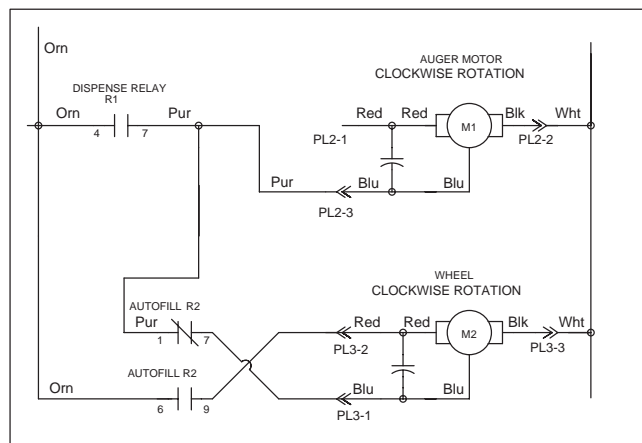 Orn
AUGER MOTOR
CLOCKWISE ROTATION
DISPENSE RELAY
R1
Orn
4
7
Pur
Red
Red
M1
Blk
Wht
PL2-1
PL2-2
Pur
Blu
Blu
PL2-3
AUTOFILL R2
Pur
1
7
WHEEL
CLOCKWISE ROTATION
Red
Red
M2
Blk
Wht
PL3-2
PL3-3
AUTOFILL R2
Orn
6
9
Blu
Blu
PL3-1